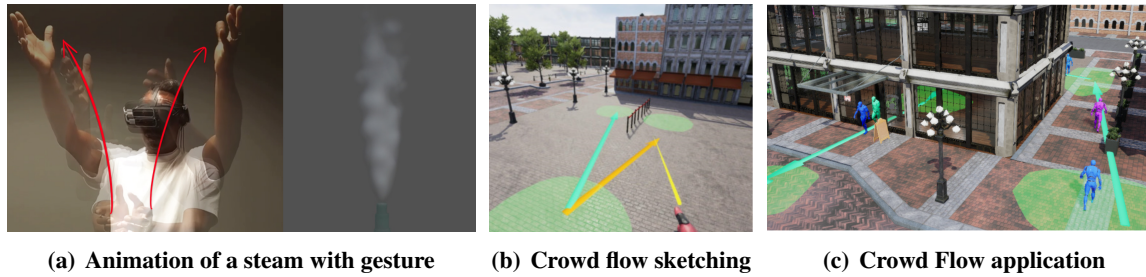 (a) Animation of a steam with gesture
(b) Crowd flow sketching
(c) Crowd Flow application